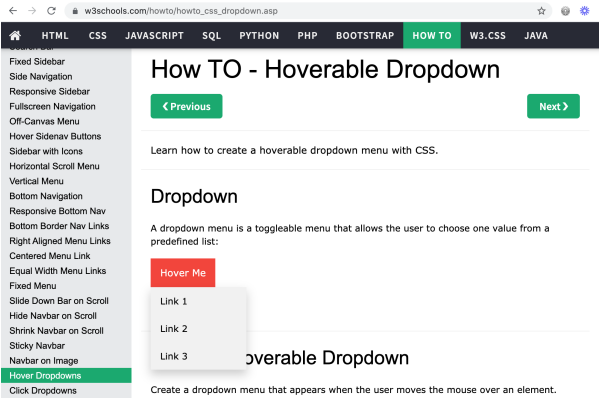 w3schools.com/howto/howto_css_dropdown.asp
HTML CSS JAVASCRIPT SQL PYTHON PHP BOOTSTRAP HOW TO W3.CSS JAVA
Search Bar
Fixed Sidebar
Side Navigation
Responsive Sidebar
Fullscreen Navigation
Off-Canvas Menu
Hover Sidenav Buttons
Sidebar with Icons
Horizontal Scroll Menu
Vertical Menu
Bottom Navigation
Responsive Bottom Nav
Bottom Border Nav Links
Right Aligned Menu Links
Centered Menu Link
Equal Width Menu Links
Fixed Menu
Slide Down Bar on Scroll
Hide Navbar on Scroll
Shrink Navbar on Scroll
Sticky Navbar
Navbar on Image
Hover Dropdowns
Click Dropdowns
How TO - Hoverable Dropdown
❮ Previous
Next ❯
Learn how to create a hoverable dropdown menu with CSS.
Dropdown
A dropdown menu is a toggleable menu that allows the user to choose one value from a
predefined list:
Hover Me
Link 1
Link 2
Link 3
overable Dropdown
Create a dropdown menu that appears when the user moves the mouse over an element.